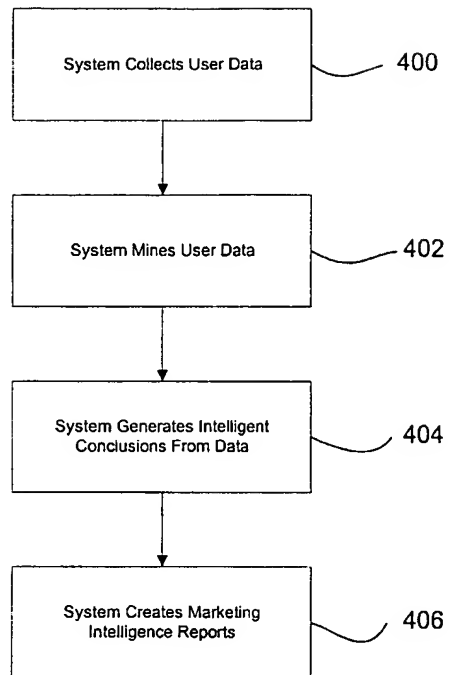 System Collects User Data
400
System Mines User Data
402
System Generates Intelligent
Conclusions From Data
404
System Creates Marketing
Intelligence Reports
406